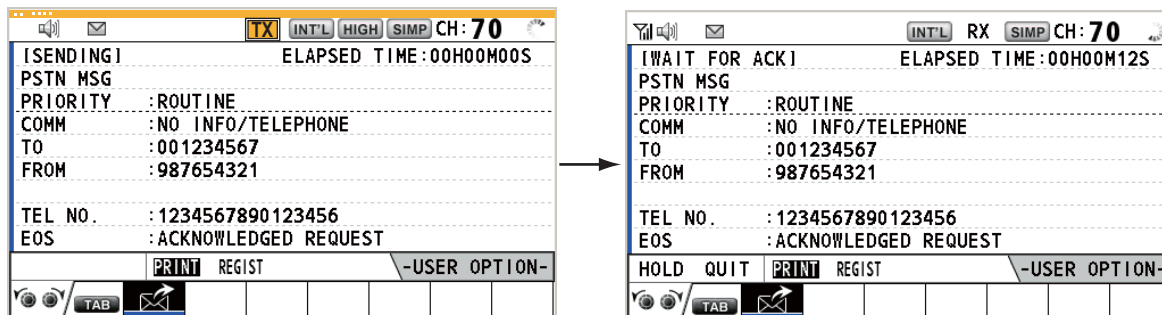 TX INT'L HIGH SIMP CH:70
[SENDING] ELAPSED TIME:00H00M00S
PSTN MSG
PRIORITY :ROUTINE
COMM :NO INFO/TELEPHONE
TO :001234567
FROM :987654321
TEL NO. :1234567890123456
EOS :ACKNOWLEDGED REQUEST
PRINT REGIST -USER OPTION-
TAB
INT'L RX SIMP CH:70
[WAIT FOR ACK] ELAPSED TIME:00H00M12S
PSTN MSG
PRIORITY :ROUTINE
COMM :NO INFO/TELEPHONE
TO :001234567
FROM :987654321
TEL NO. :1234567890123456
EOS :ACKNOWLEDGED REQUEST
HOLD QUIT PRINT REGIST -USER OPTION-
TAB